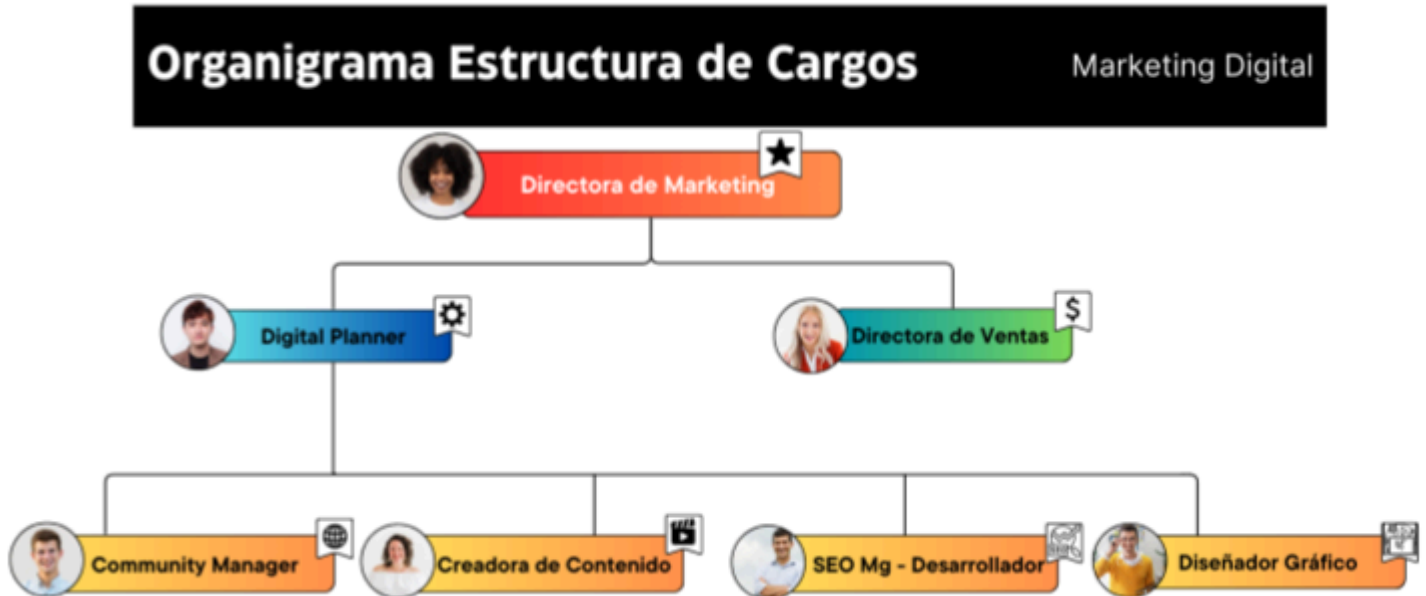 Organigrama Estructura de Cargos
Marketing Digital
Directora de Marketing
Digital Planner
$
Directora de Ventas
Community Manager
Creadora de Contenido
SEO Mg - Desarrollador
Diseñador Gráfico